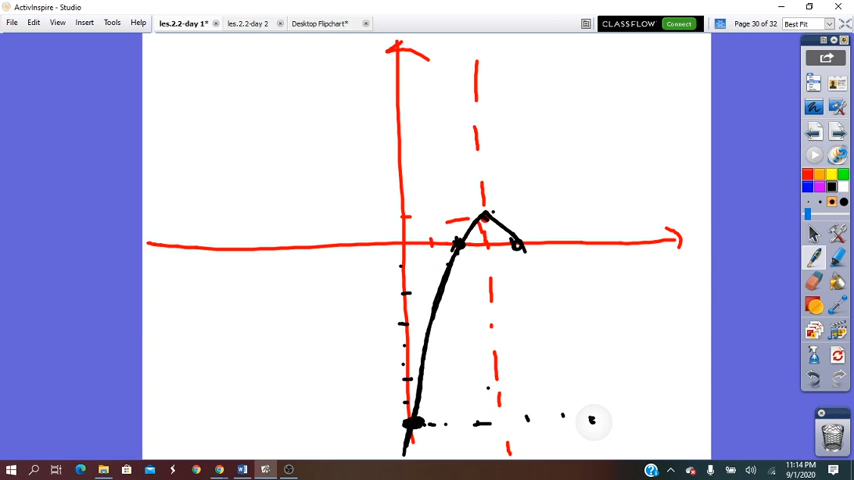 ActivInspire - Studio
File Edit View Insert Tools Help
les.2.2-day 1*
les.2.2-day 2
Desktop Flipchart*
CLASSFLOW Connect
Page 30 of 32
Best Fit
11:14 PM
9/1/2020